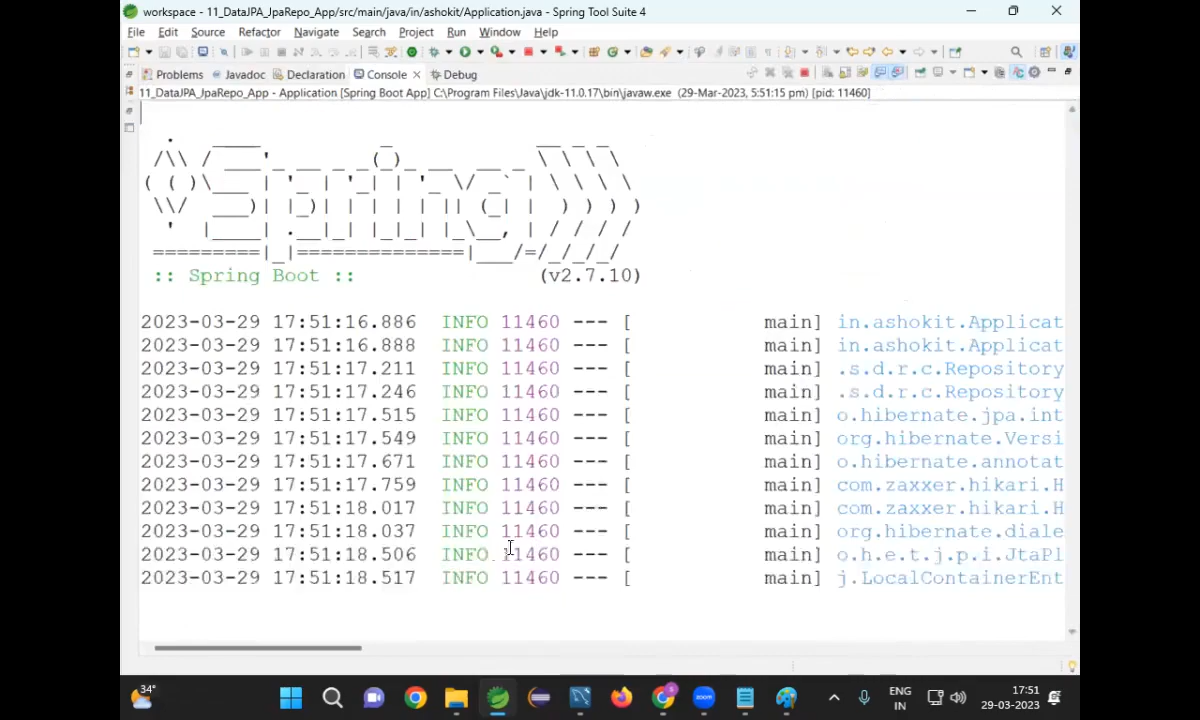 workspace - 11_DataJPA_JpaRepo_App/src/main/java/in/ashokit/Application.java - Spring Tool Suite 4
File Edit Source Refactor Navigate Search Project Run Window Help
Problems Javadoc Declaration Console Debug
11_DataJPA_JpaRepo_App - Application [Spring Boot App] C:\Program Files\Java\jdk-11.0.17\bin\javaw.exe (29-Mar-2023, 5:51:15 pm) [pid: 11460]
Spring
:: Spring Boot :: (v2.7.10)
2023-03-29 17:51:16.886 INFO 11460 --- [ main] in.ashokit.Applicat
2023-03-29 17:51:16.888 INFO 11460 --- [ main] in.ashokit.Applicat
2023-03-29 17:51:17.211 INFO 11460 --- [ main] .s.d.r.c.Repository
2023-03-29 17:51:17.246 INFO 11460 --- [ main] .s.d.r.c.Repository
2023-03-29 17:51:17.515 INFO 11460 --- [ main] o.hibernate.jpa.int
2023-03-29 17:51:17.549 INFO 11460 --- [ main] org.hibernate.Versi
2023-03-29 17:51:17.671 INFO 11460 --- [ main] o.hibernate.annotat
2023-03-29 17:51:17.759 INFO 11460 --- [ main] com.zaxxer.hikari.H
2023-03-29 17:51:18.017 INFO 11460 --- [ main] com.zaxxer.hikari.H
2023-03-29 17:51:18.037 INFO 11460 --- [ main] org.hibernate.diale
2023-03-29 17:51:18.506 INFO 11460 --- [ main] o.h.e.t.j.p.i.JtaPl
2023-03-29 17:51:18.517 INFO 11460 --- [ main] j.LocalContainerEnt
34°
zoom
ENG
IN
17:51
29-03-2023